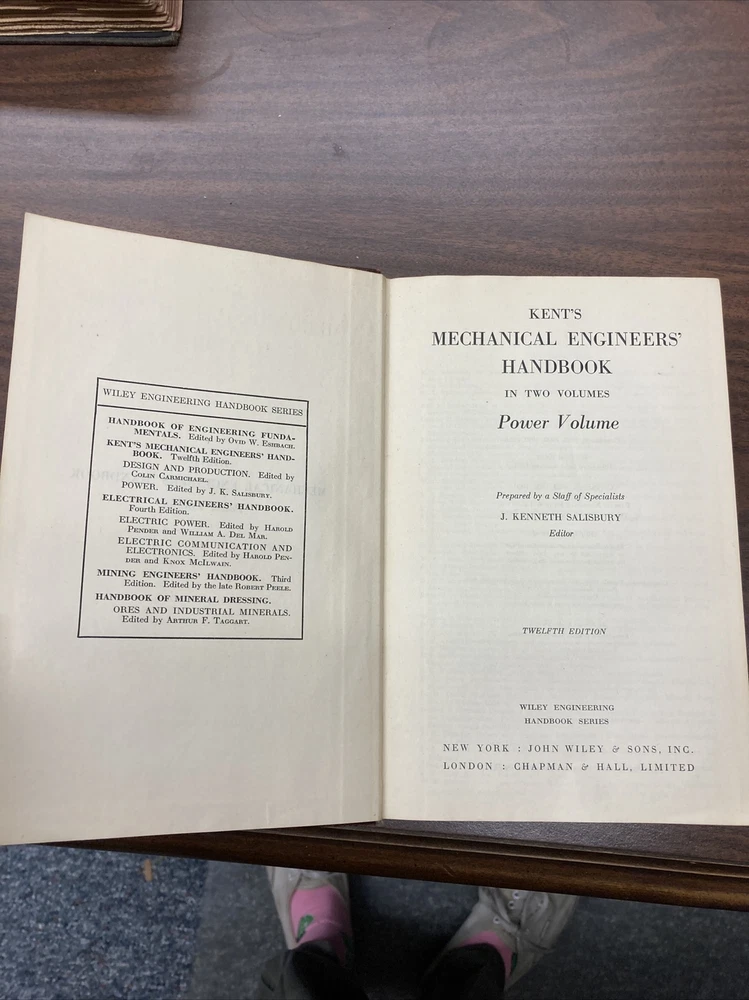 WILEY ENGINEERING HANDBOOK SERIES
HANDBOOK OF ENGINEERING FUNDA-
MENTALS. Edited by Ovid W. Eshbach.
KENT'S MECHANICAL ENGINEERS' HAND-
BOOK. Twelfth Edition.
DESIGN AND PRODUCTION. Edited by
Colin Carmichael.
POWER. Edited by J. K. Salisbury.
ELECTRICAL ENGINEERS' HANDBOOK.
Fourth Edition.
ELECTRIC POWER. Edited by Harold
Pender and William A. Del Mar.
ELECTRIC COMMUNICATION AND
ELECTRONICS. Edited by Harold Pen-
der and Knox McIlwain.
MINING ENGINEERS' HANDBOOK. Third
Edition. Edited by the late Robert Peele.
HANDBOOK OF MINERAL DRESSING.
ORES AND INDUSTRIAL MINERALS.
Edited by Arthur F. Taggart.
KENT'S
MECHANICAL ENGINEERS'
HANDBOOK
IN TWO VOLUMES
Power Volume
Prepared by a Staff of Specialists
J. KENNETH SALISBURY
Editor
TWELFTH EDITION
WILEY ENGINEERING
HANDBOOK SERIES
NEW YORK : JOHN WILEY & SONS, INC.
LONDON : CHAPMAN & HALL, LIMITED